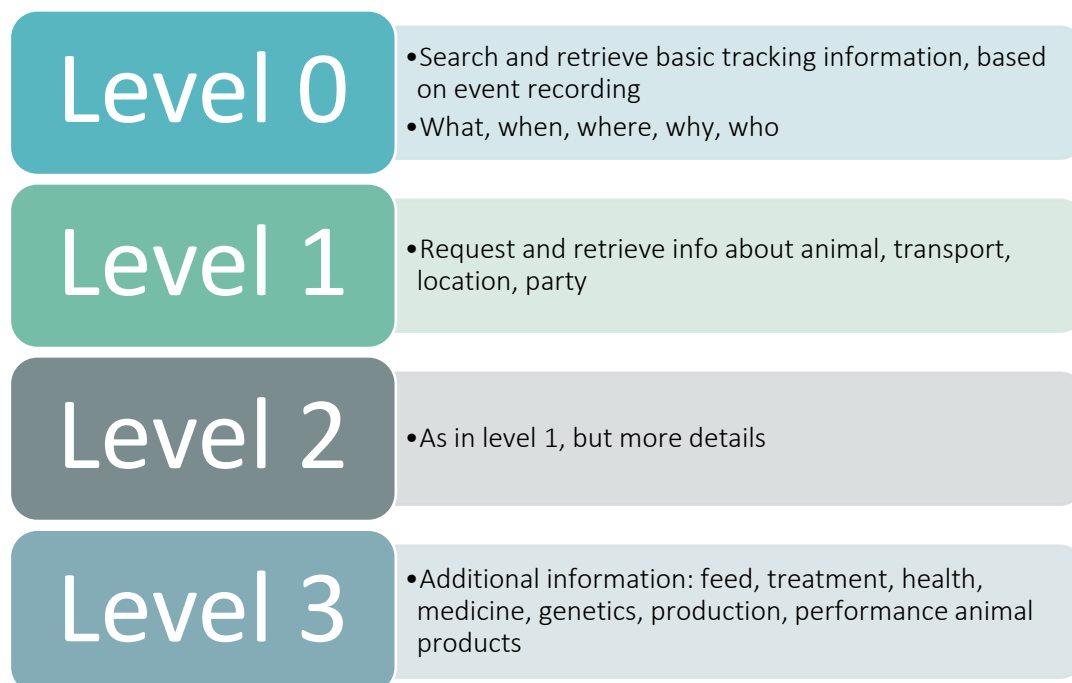 Level 0
•Search and retrieve basic tracking information, based
on event recording
•What, when, where, why, who
Level 1
•Request and retrieve info about animal, transport,
location, party
Level 2
•As in level 1, but more details
Level 3
•Additional information: feed, treatment, health,
medicine, genetics, production, performance animal
products